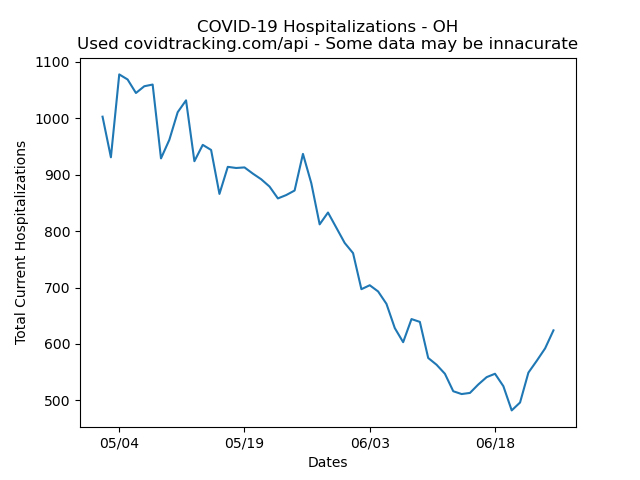 COVID-19 Hospitalizations - OH
Used covidtracking.com/api - Some data may be innacurate
1100
1000
900
800
700
600
500
Total Current Hospitalizations
05/04 05/19 06/03 06/18
Dates